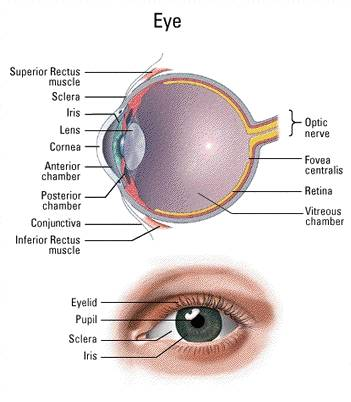 Eye
Superior Rectus
muscle
Sclera
Iris
Lens
Cornea
Anterior
chamber
Posterior
chamber
Conjunctiva
Inferior Rectus
muscle
Optic
nerve
Fovea
centralis
Retina
Vitreous
chamber
Eyelid
Pupil
Sclera
Iris